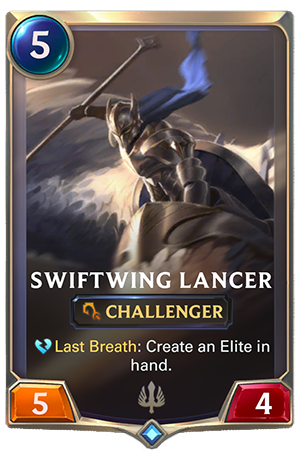 5
SWIFTWING LANCER
CHALLENGER
Last Breath: Create an Elite in
hand.
5 4